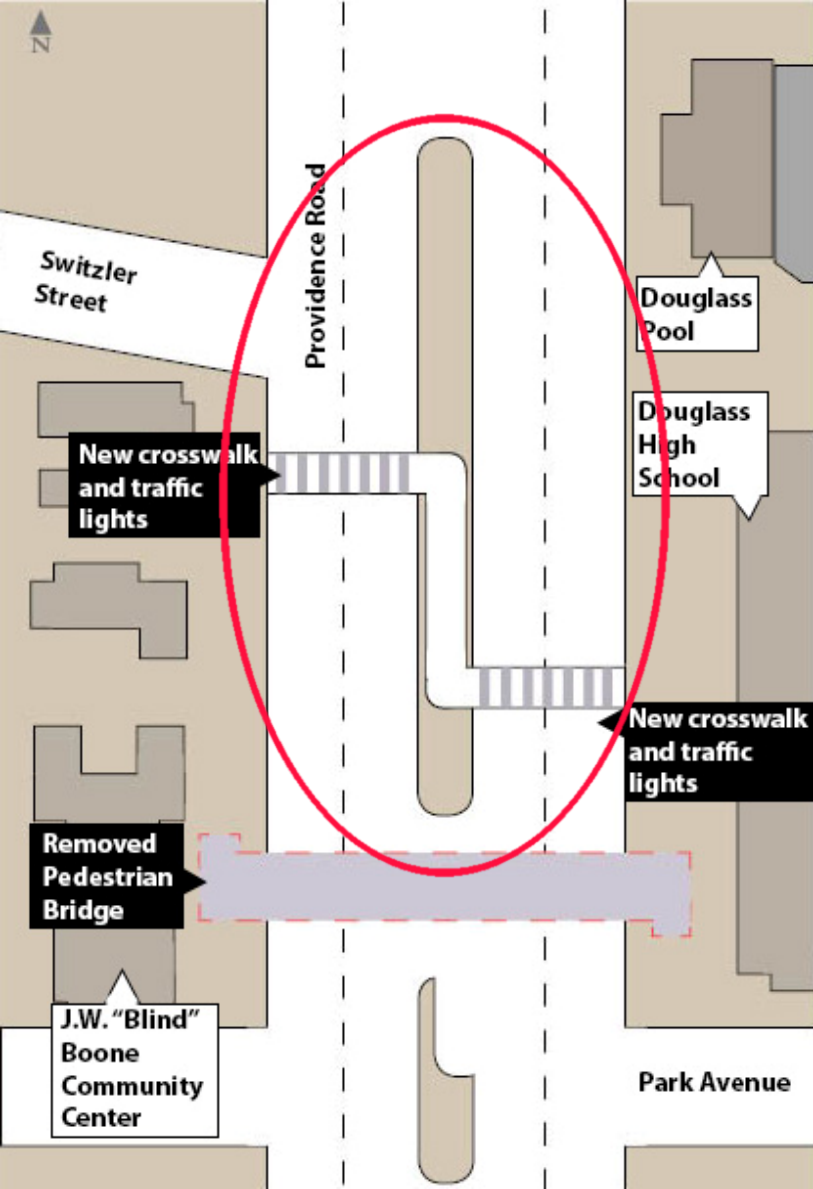 N
Providence Road
Switzler
Street
Douglass
Pool
Douglass
High
School
New crosswalk
and traffic
lights
New crosswalk
and traffic
lights
Removed
Pedestrian
Bridge
J.W. “Blind”
Boone
Community
Center
Park Avenue